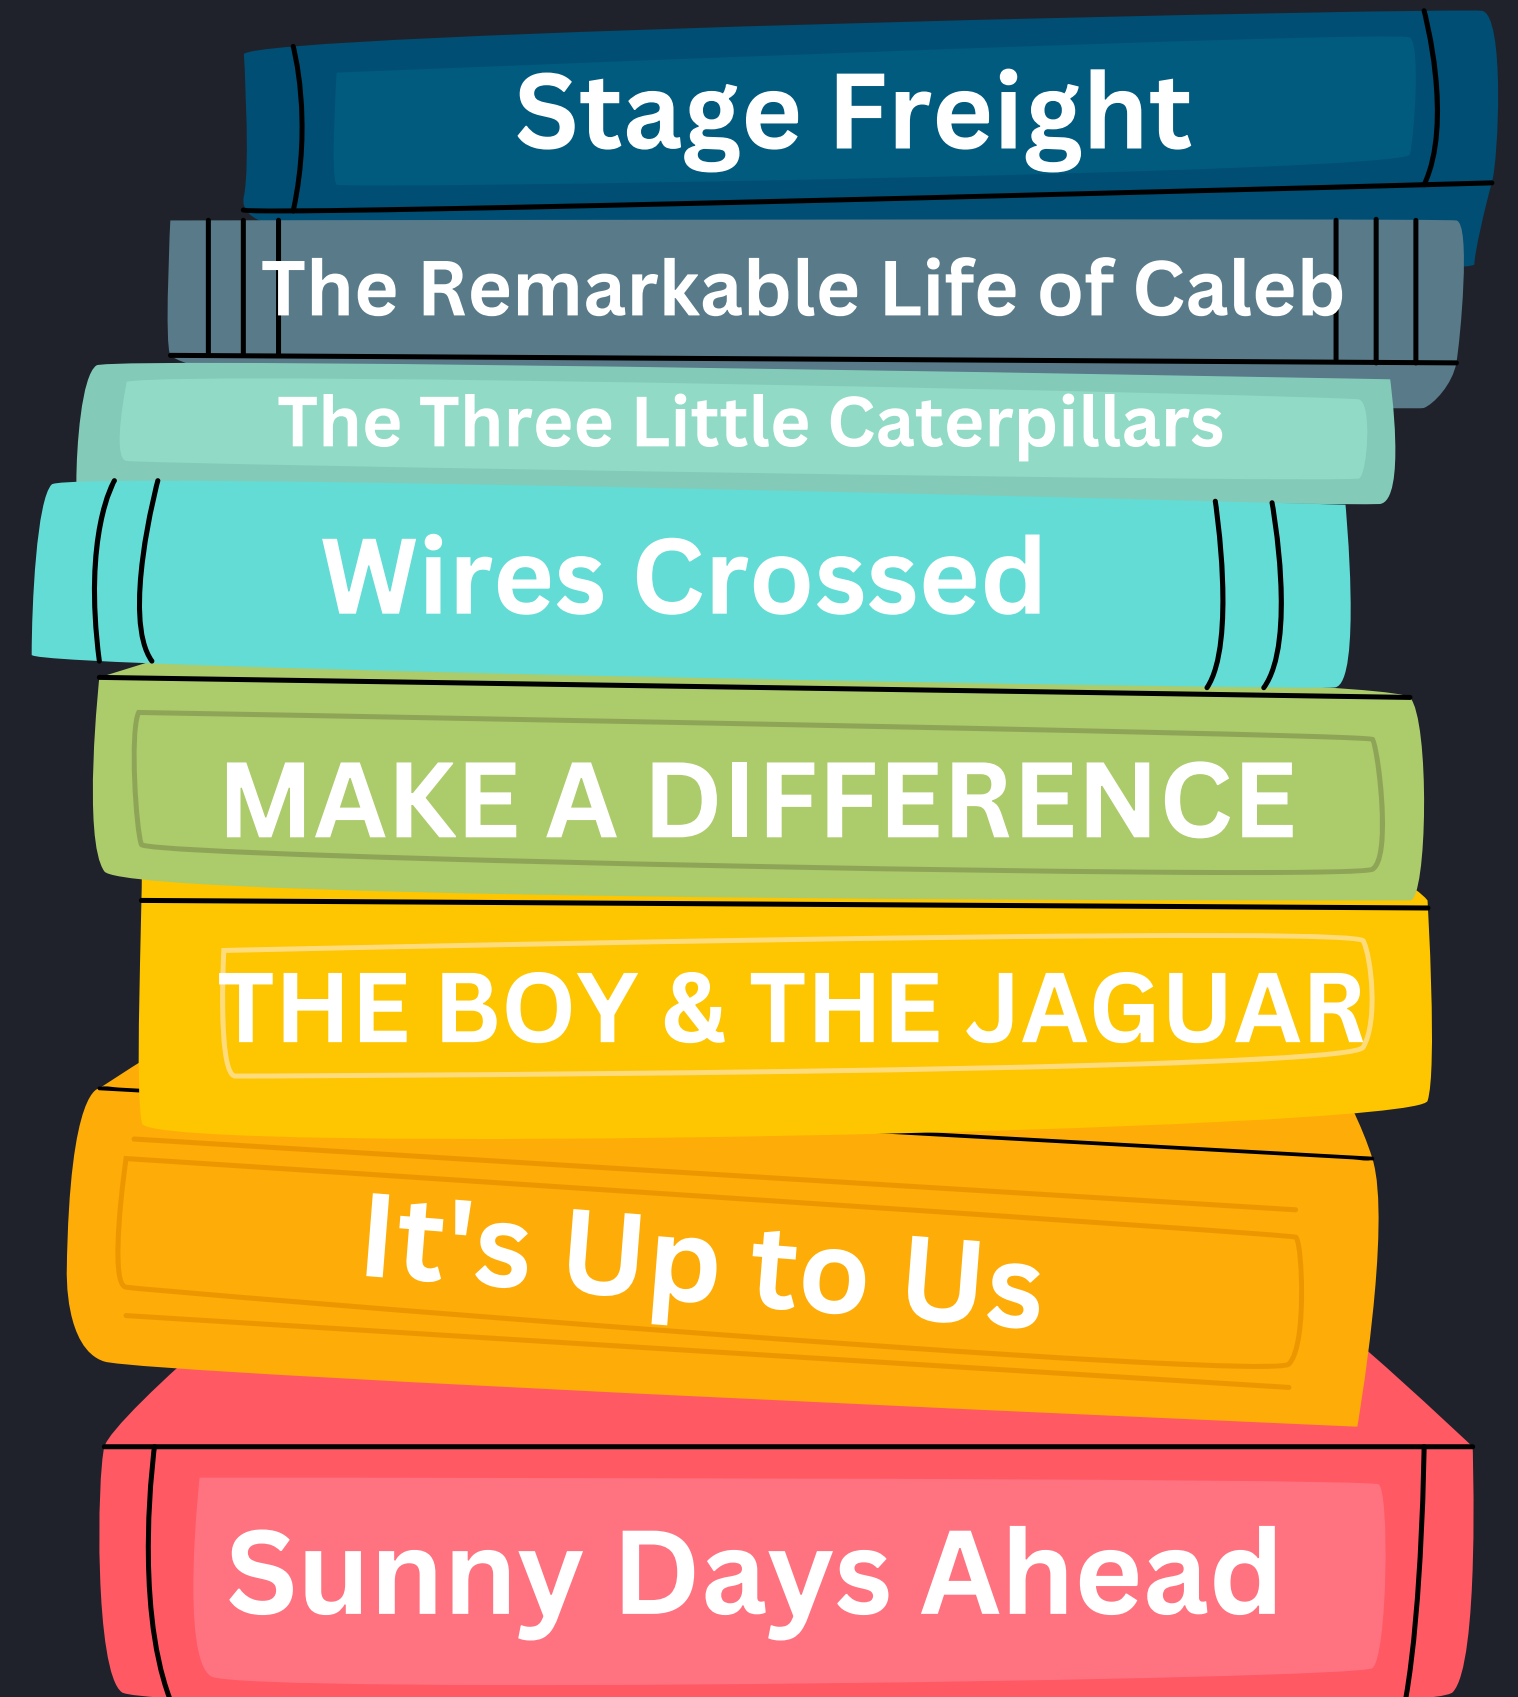 Stage Freight
The Remarkable Life of Caleb
The Three Little Caterpillars
Wires Crossed
MAKE A DIFFERENCE
THE BOY & THE JAGUAR
It's Up to Us
Sunny Days Ahead